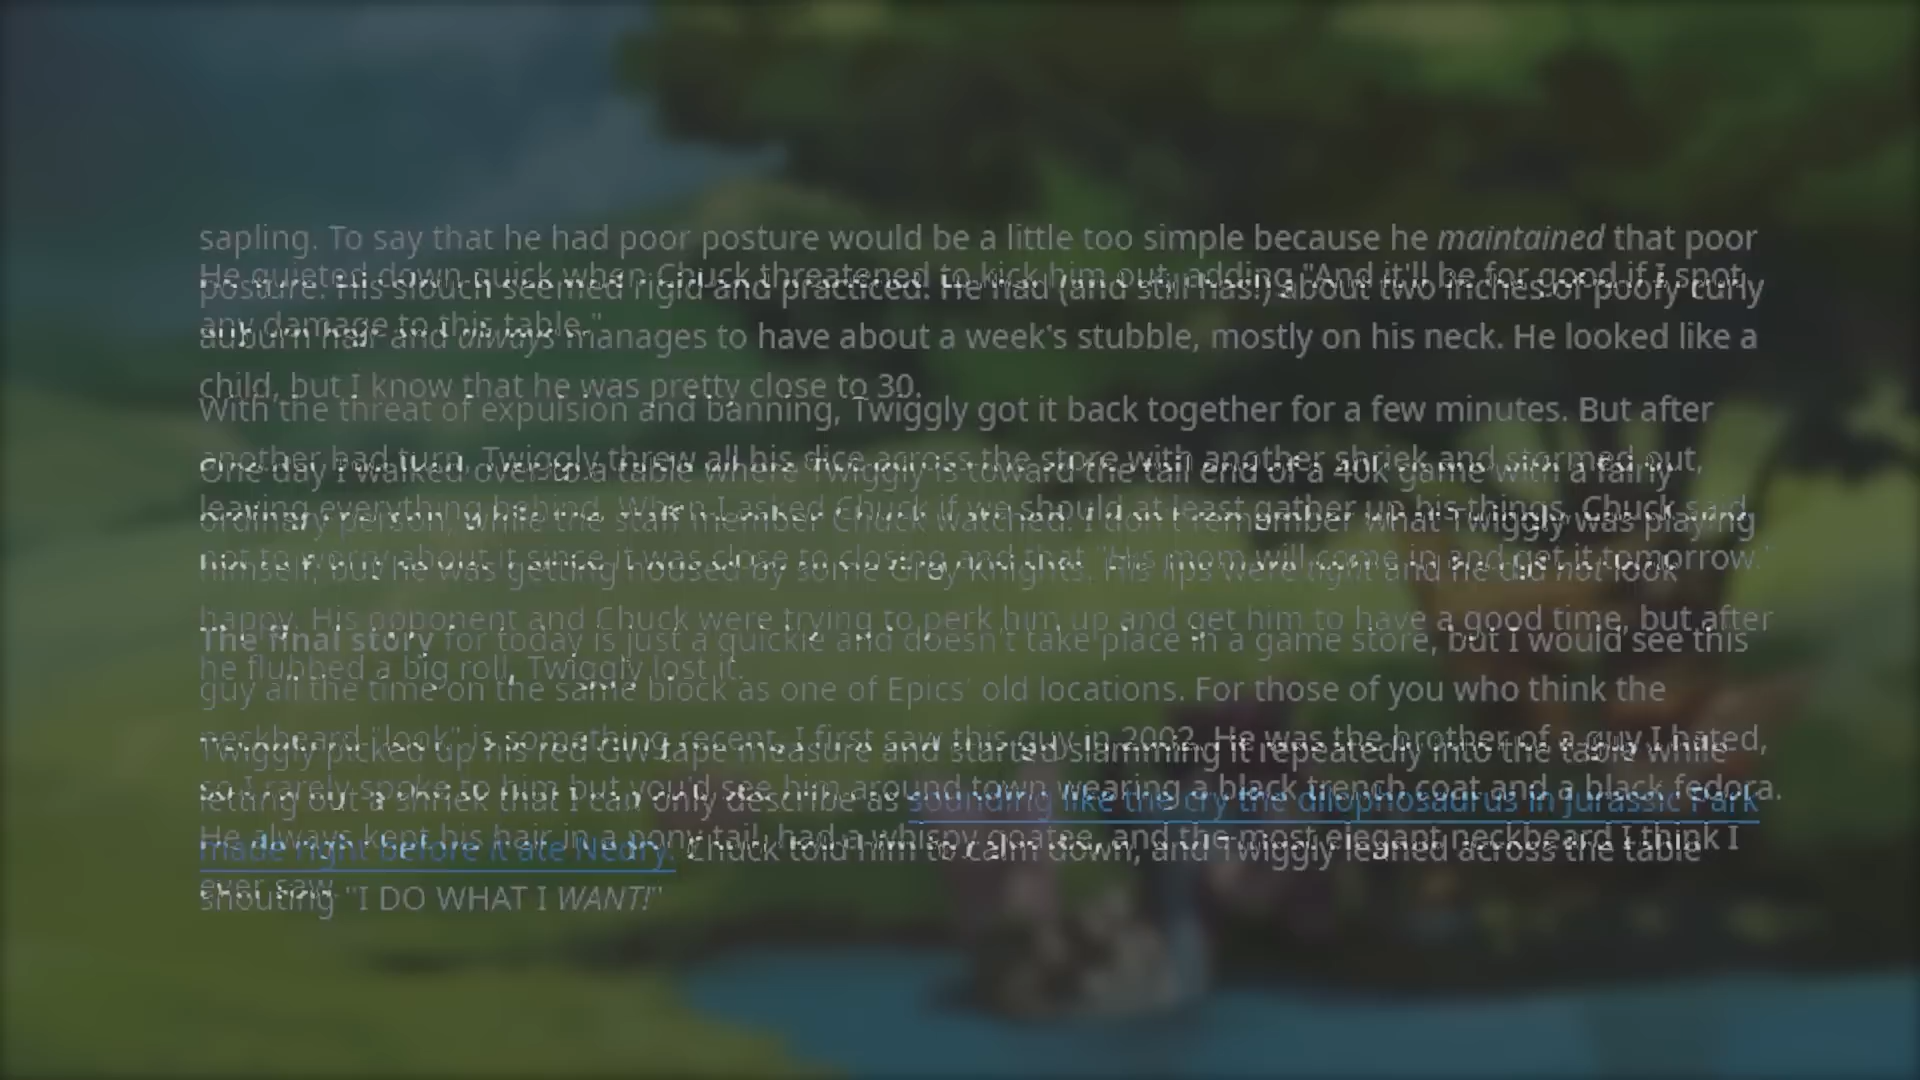 sapling. To say that he had poor posture would be a little too simple because he maintained that poor
posture. His slouch seemed rigid and practiced. He had (and still has!) about two inches of poofy curly
auburn hair and always manages to have about a week's stubble, mostly on his neck. He looked like a
child, but I know that he was pretty close to 30.
One day I walked over to a table where Twiggly is toward the tail end of a 40k game with a fairly
ordinary person, while the staff member Chuck watched. I don't remember what Twiggly was playing
himself, but he was getting housed by some Grey Knights. His lips were tight and he did not look
happy. His opponent and Chuck were trying to perk him up and get him to have a good time, but after
he flubbed a big roll, Twiggly lost it.
Twiggly picked up his red GW tape measure and started slamming it repeatedly into the table while
letting out a shriek that I can only describe as sounding like the cry the dilophosaurus in Jurassic Park
made right before it ate Nedry. Chuck told him to calm down, and Twiggly leaned across the table
shouting "I DO WHAT I WANT!"
He quieted down quick when Chuck threatened to kick him out, adding "And it'll be for good if I spot
any damage to this table."
With the threat of expulsion and banning, Twiggly got it back together for a few minutes. But after
another bad turn, Twiggly threw all his dice across the store with another shriek and stormed out,
leaving everything behind. When I asked Chuck if we should at least gather up his things, Chuck said
not to worry about it since it was close to closing and that "His mom will come in and get it tomorrow."
The final story for today is just a quickie and doesn't take place in a game store, but I would see this
guy all the time on the same block as one of Epics' old locations. For those of you who think the
neckbeard "look" is something recent, I first saw this guy in 2002. He was the brother of a guy I hated,
so I rarely spoke to him but you'd see him around town wearing a black trench coat and a black fedora.
He always kept his hair in a pony tail, had a whispy goatee, and the most elegant neckbeard I think I
ever saw.